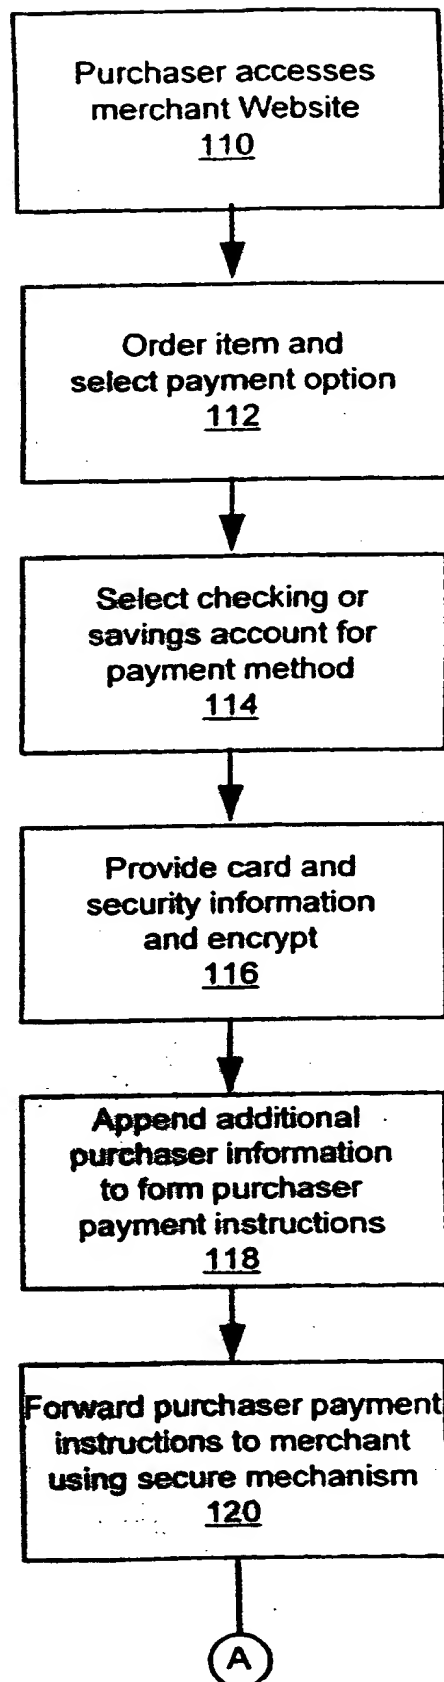 Purchaser accesses
merchant Website
110
Order item and
select payment option
112
Select checking or
savings account for
payment method
114
Provide card and
security information
and encrypt
116
Append additional
purchaser information
to form purchaser
payment instructions
118
Forward purchaser payment
instructions to merchant
using secure mechanism
120
A